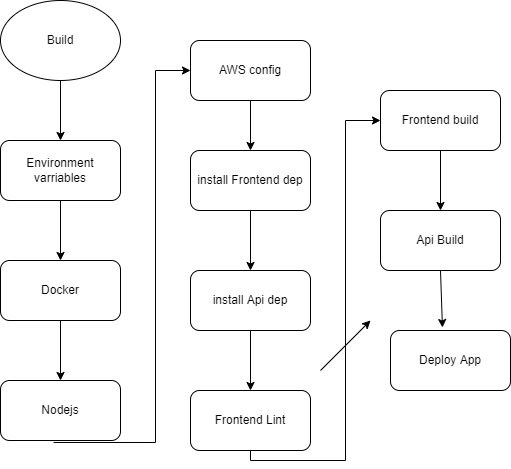 Build
Environment
varriables
Docker
Nodejs
AWS config
install Frontend dep
install Api dep
Frontend Lint
Frontend build
Api Build
Deploy App